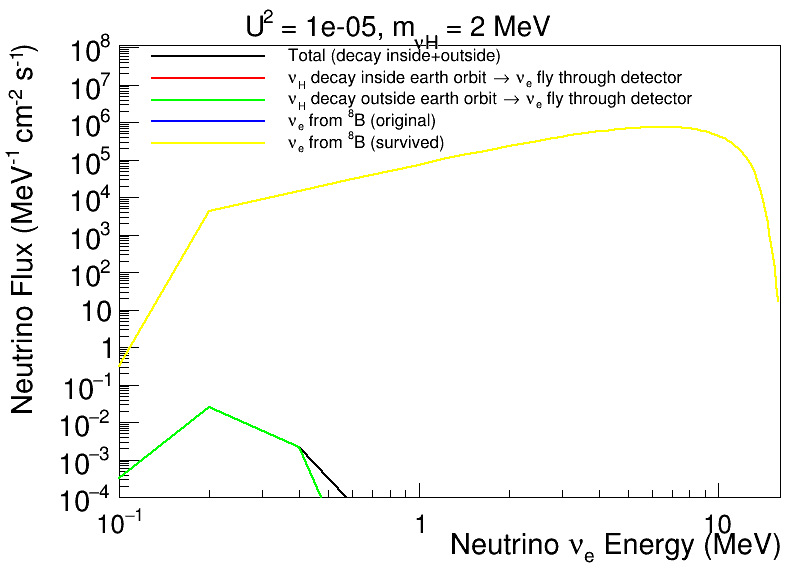 U² = 1e-05, m_νH = 2 MeV
Total (decay inside+outside)
ν_H decay inside earth orbit → ν_e fly through detector
ν_H decay outside earth orbit → ν_e fly through detector
ν_e from ⁸B (original)
ν_e from ⁸B (survived)
Neutrino Flux (MeV⁻¹ cm⁻² s⁻¹)
10⁸
10⁷
10⁶
10⁵
10⁴
10³
10²
10
1
10⁻¹
10⁻²
10⁻³
10⁻⁴
10⁻¹ 1 10
Neutrino ν_e Energy (MeV)